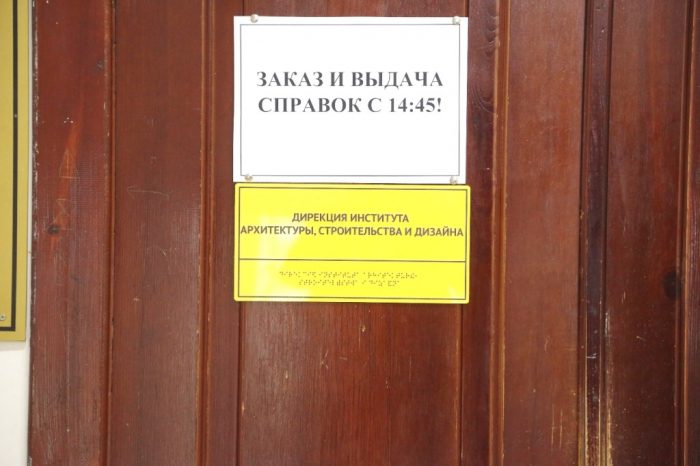 ЗАКАЗ И ВЫДАЧА
СПРАВОК С 14:45!
ДИРЕКЦИЯ ИНСТИТУТА
АРХИТЕКТУРЫ, СТРОИТЕЛЬСТВА И ДИЗАЙНА